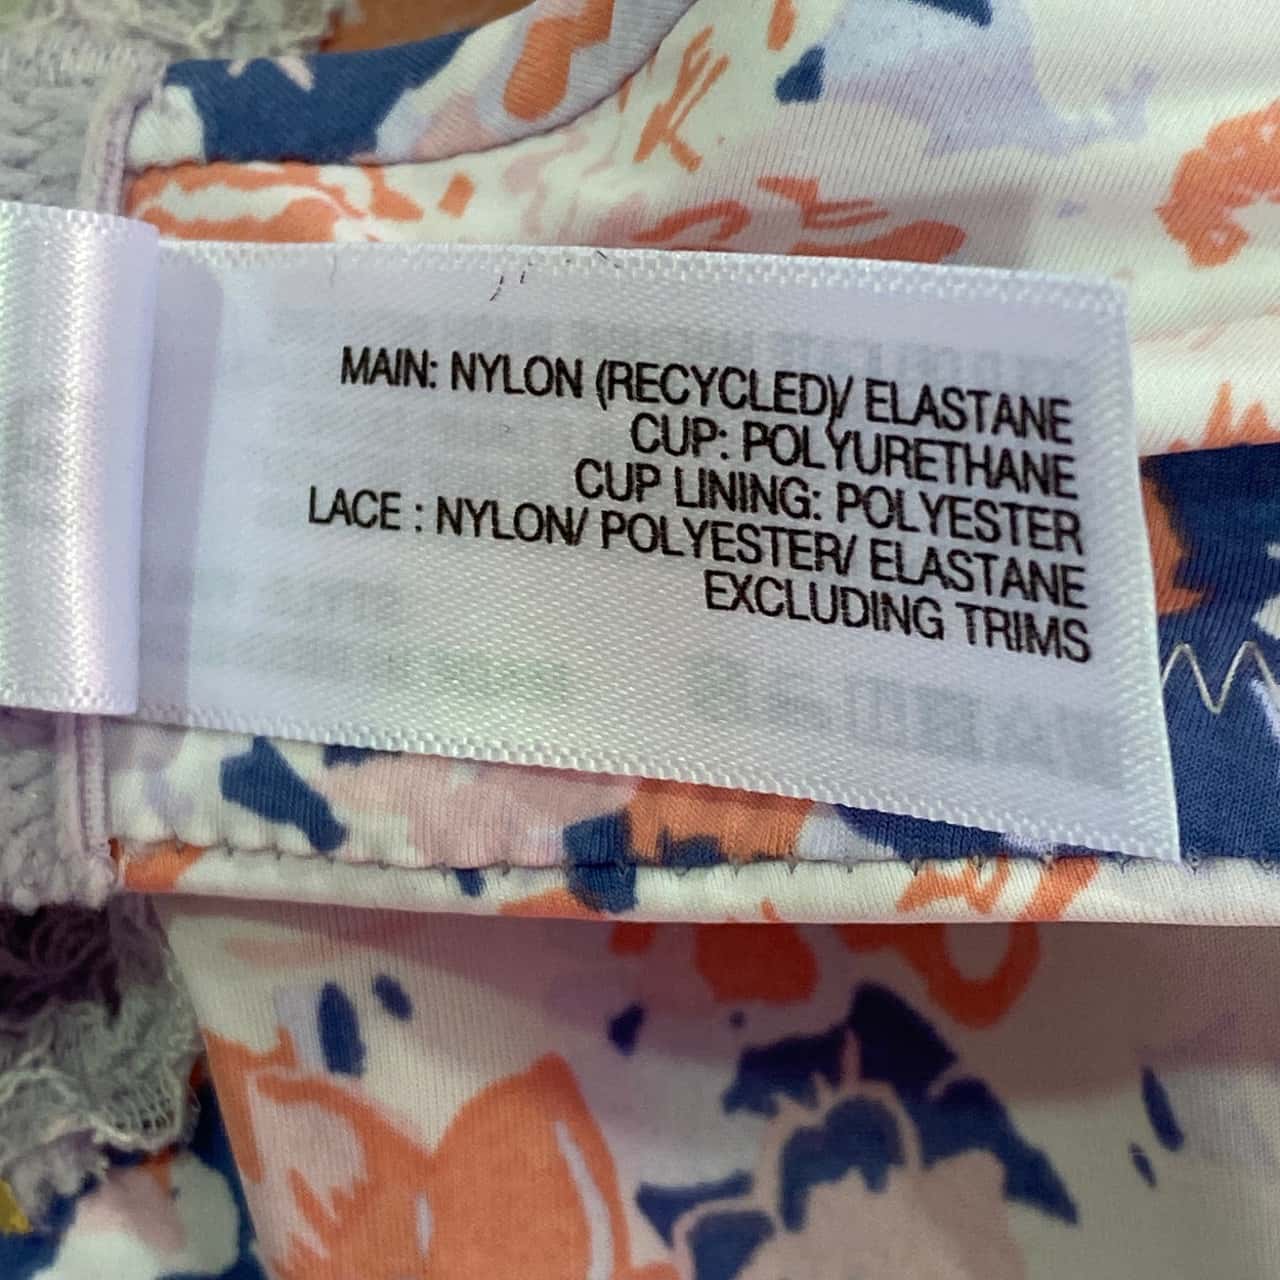 MAIN: NYLON (RECYCLED)/ ELASTANE
CUP: POLYURETHANE
CUP LINING: POLYESTER
LACE : NYLON/ POLYESTER/ ELASTANE
EXCLUDING TRIMS